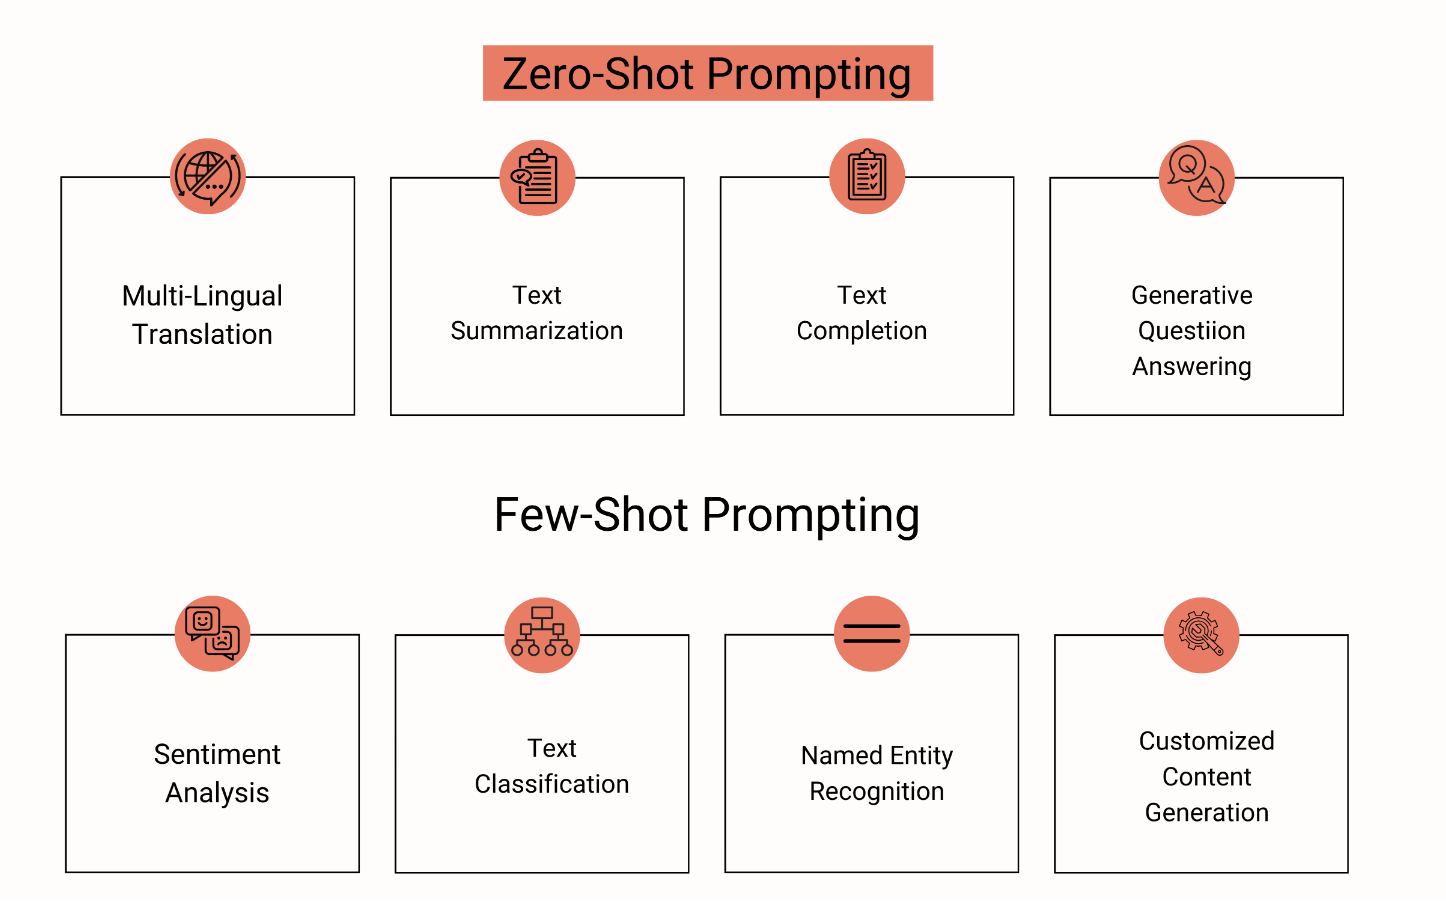 Zero-Shot Prompting
Q
A
Multi-Lingual
Translation
Text
Summarization
Text
Completion
Generative
Questiion
Answering
Few-Shot Prompting
Sentiment
Analysis
Text
Classification
Named Entity
Recognition
Customized
Content
Generation